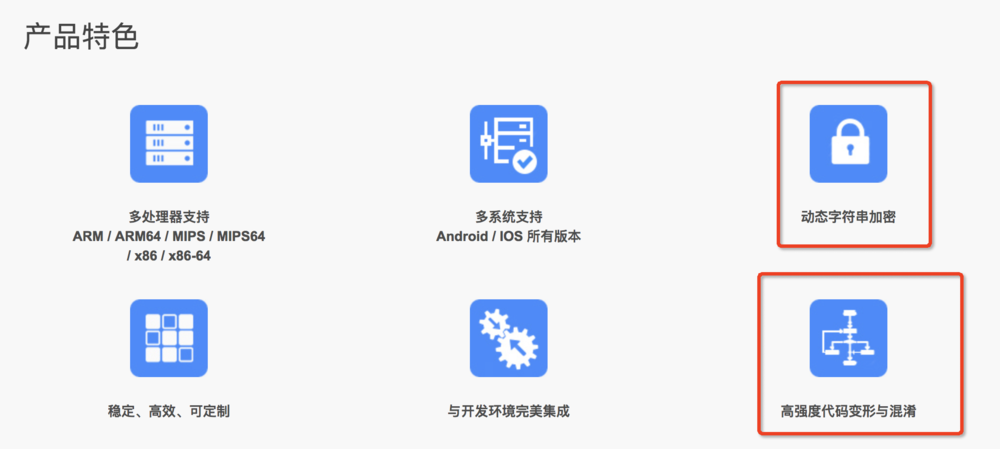 产品特色
多处理器支持
ARM / ARM64 / MIPS / MIPS64
/ x86 / x86-64
多系统支持
Android / IOS 所有版本
动态字符串加密
稳定、高效、可定制
与开发环境完美集成
高强度代码变形与混淆